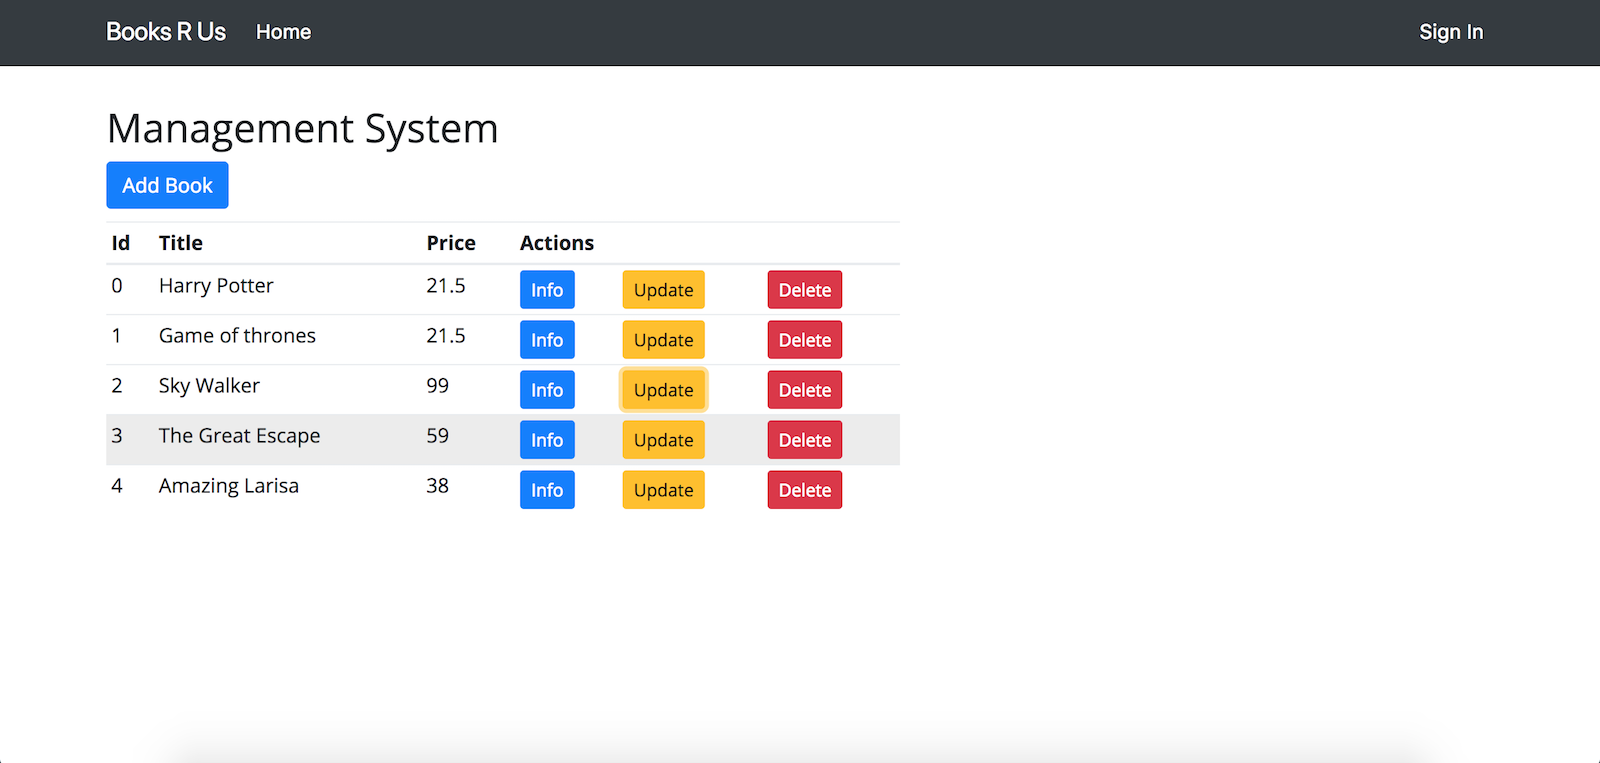 Books R Us Home Sign In
Management System
Add Book
Id Title Price Actions
0 Harry Potter 21.5 Info Update Delete
1 Game of thrones 21.5 Info Update Delete
2 Sky Walker 99 Info Update Delete
3 The Great Escape 59 Info Update Delete
4 Amazing Larisa 38 Info Update Delete